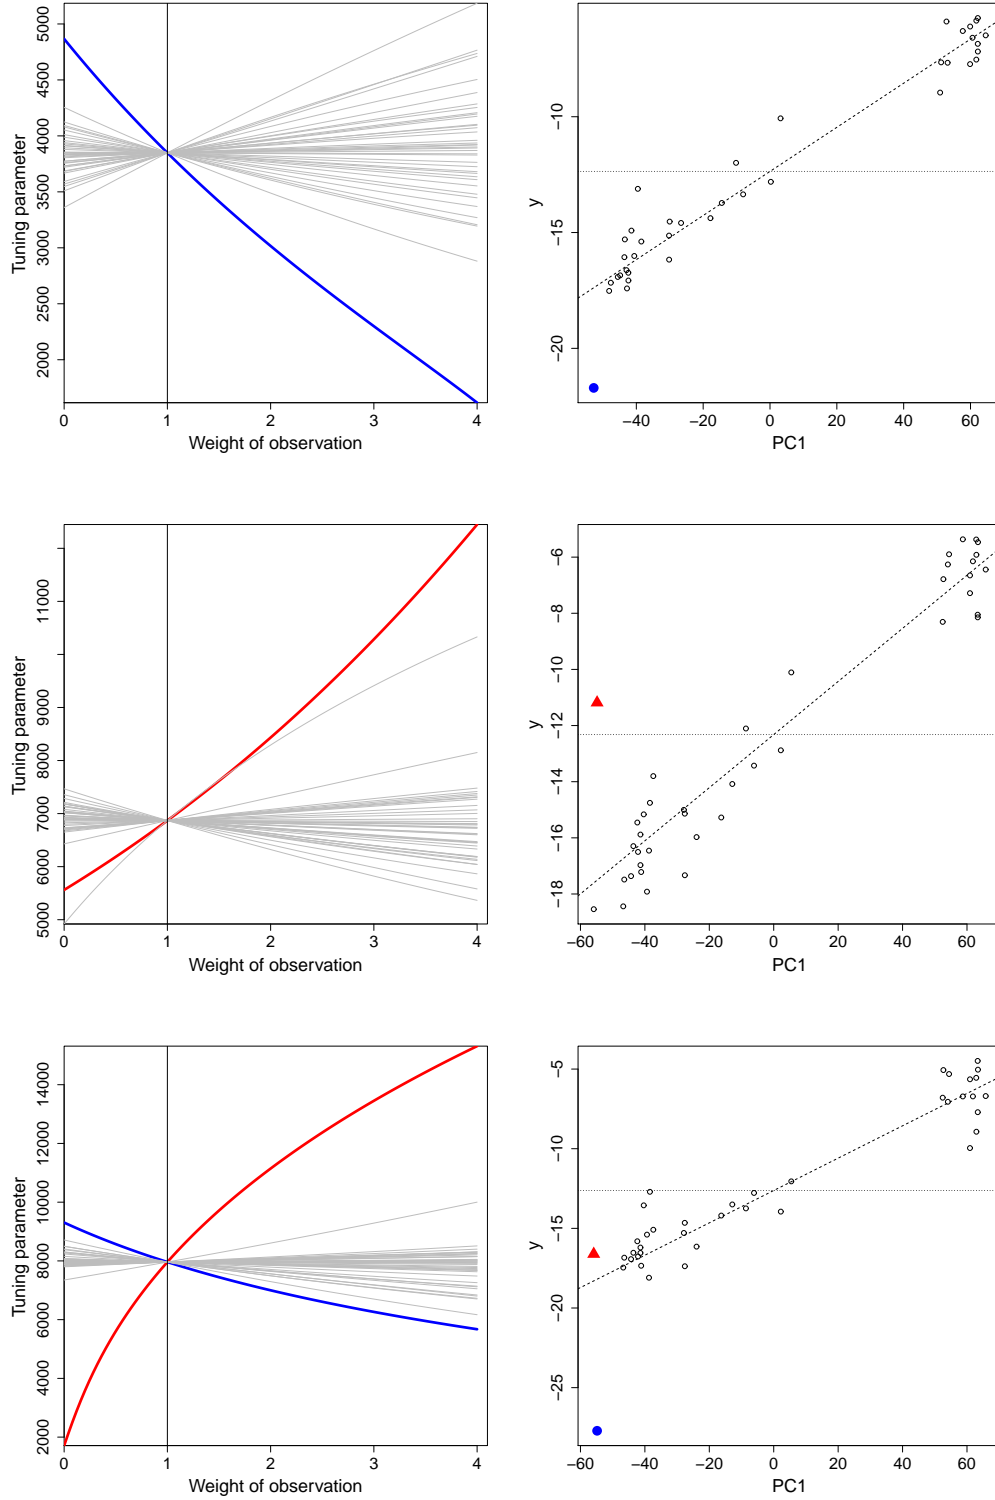 5000
4500
4000
3500
3000
2500
2000
Tuning parameter
0 1 2 3 4
Weight of observation
−10
−15
−20
y
−40 −20 0 20 40 60
PC1
11000
9000
8000
7000
6000
5000
Tuning parameter
0 1 2 3 4
Weight of observation
−6
−8
−10
−12
−14
−16
−18
y
−60 −40 −20 0 20 40 60
PC1
14000
12000
10000
8000
6000
4000
2000
Tuning parameter
0 1 2 3 4
Weight of observation
−5
−10
−15
−20
−25
y
−60 −40 −20 0 20 40 60
PC1